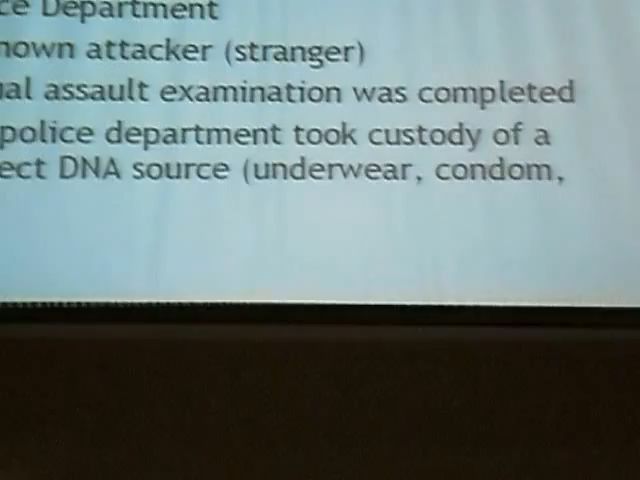 ce Department
nown attacker (stranger)
ual assault examination was completed
police department took custody of a
ect DNA source (underwear, condom,